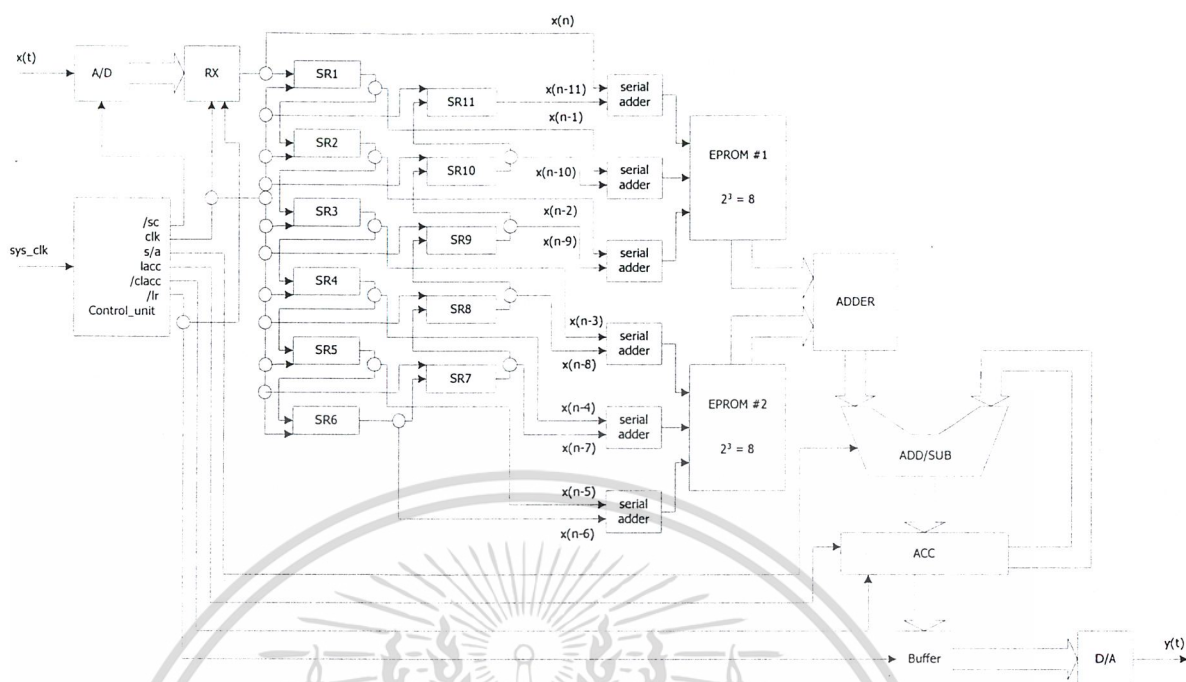 x(n)
x(t)
A/D
RX
SR1
SR11
x(n-11)
serial
adder
x(n-1)
SR2
SR10
x(n-10)
serial
adder
EPROM #1
2³ = 8
SR3
SR9
x(n-2)
x(n-9)
serial
adder
sys_clk
/sc
clk
s/a
lacc
/clacc
/lr
Control_unit
SR4
SR8
x(n-3)
x(n-8)
serial
adder
ADDER
SR5
SR7
SR6
x(n-4)
x(n-7)
serial
adder
EPROM #2
2³ = 8
ADD/SUB
x(n-5)
x(n-6)
serial
adder
ACC
Buffer
D/A
y(t)